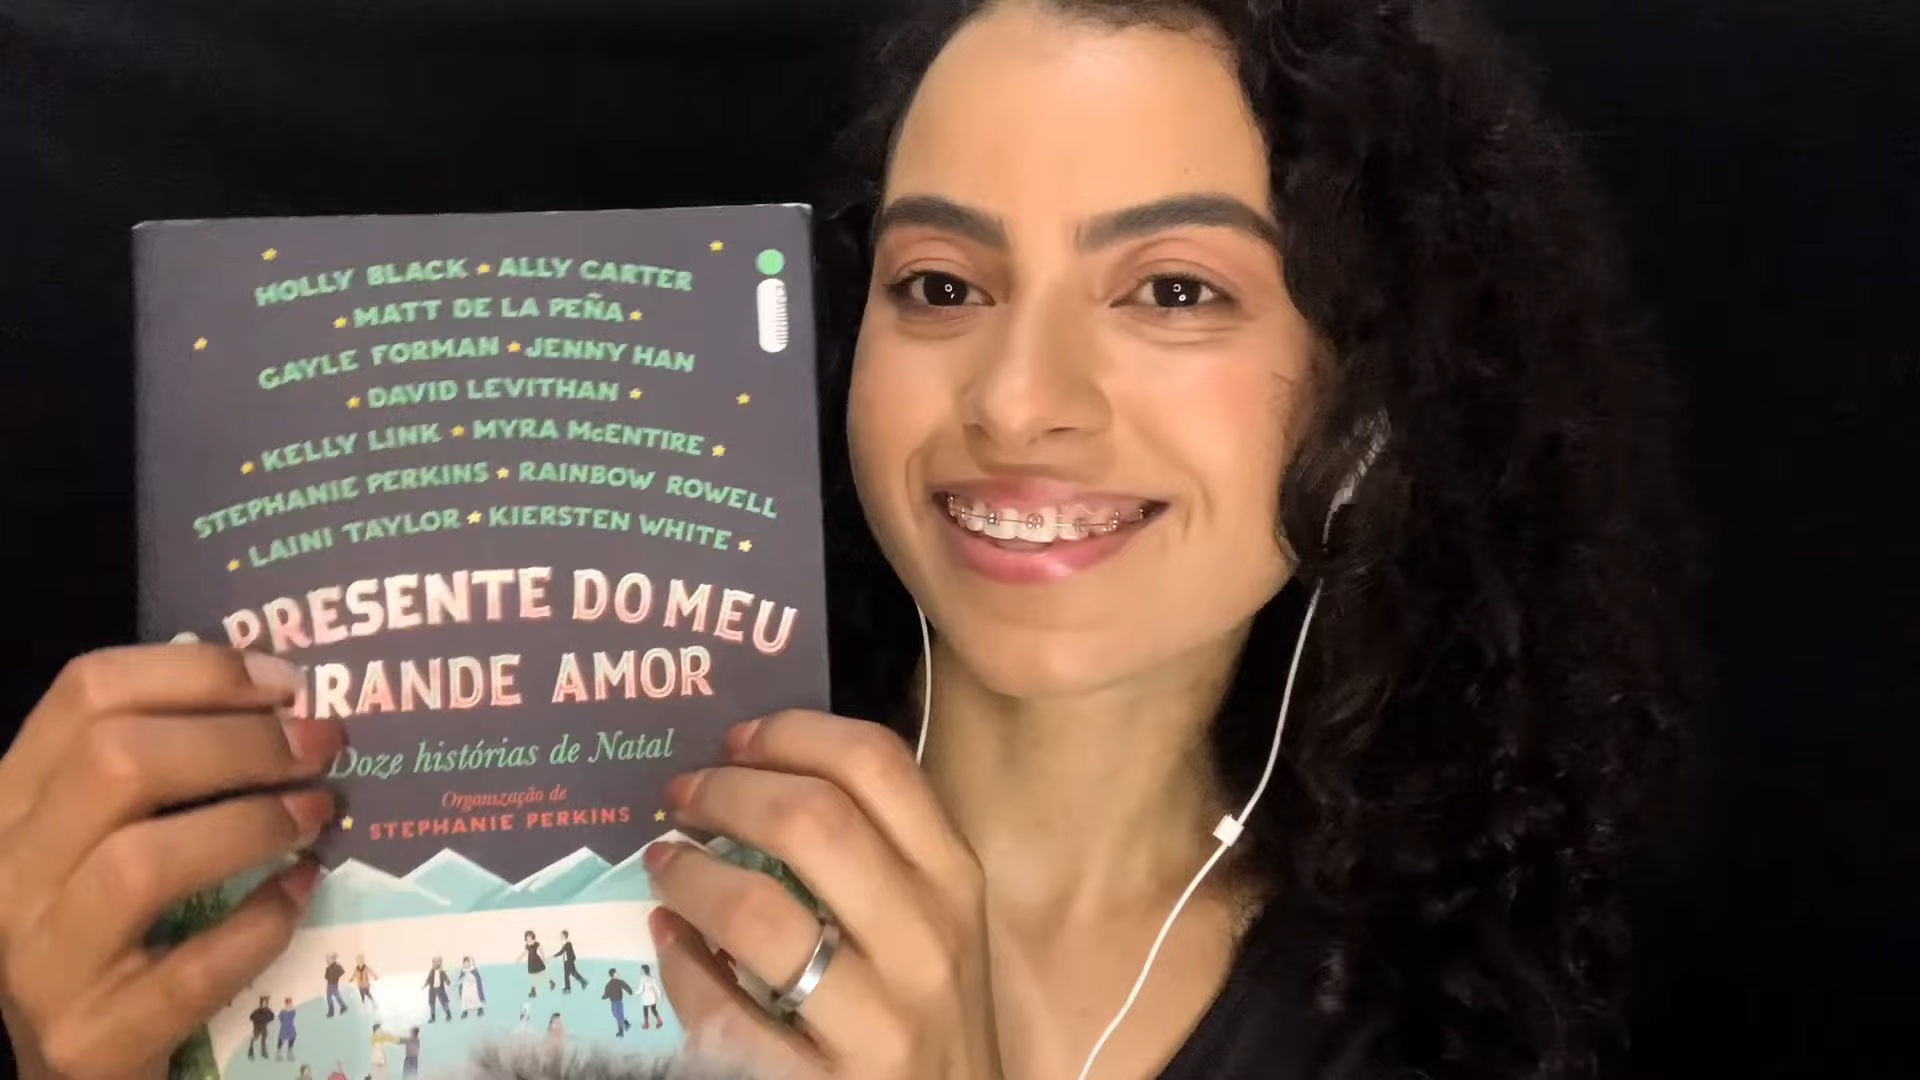 HOLLY BLACK ★ ALLY CARTER
★ MATT DE LA PEÑA ★
GAYLE FORMAN ★ JENNY HAN
★ DAVID LEVITHAN ★
★ KELLY LINK ★ MYRA McENTIRE ★
STEPHANIE PERKINS ★ RAINBOW ROWELL
★ LAINI TAYLOR ★ KIERSTEN WHITE ★
PRESENTE DO MEU
RANDE AMOR
Doze histórias de Natal
Organização de
★ STEPHANIE PERKINS ★